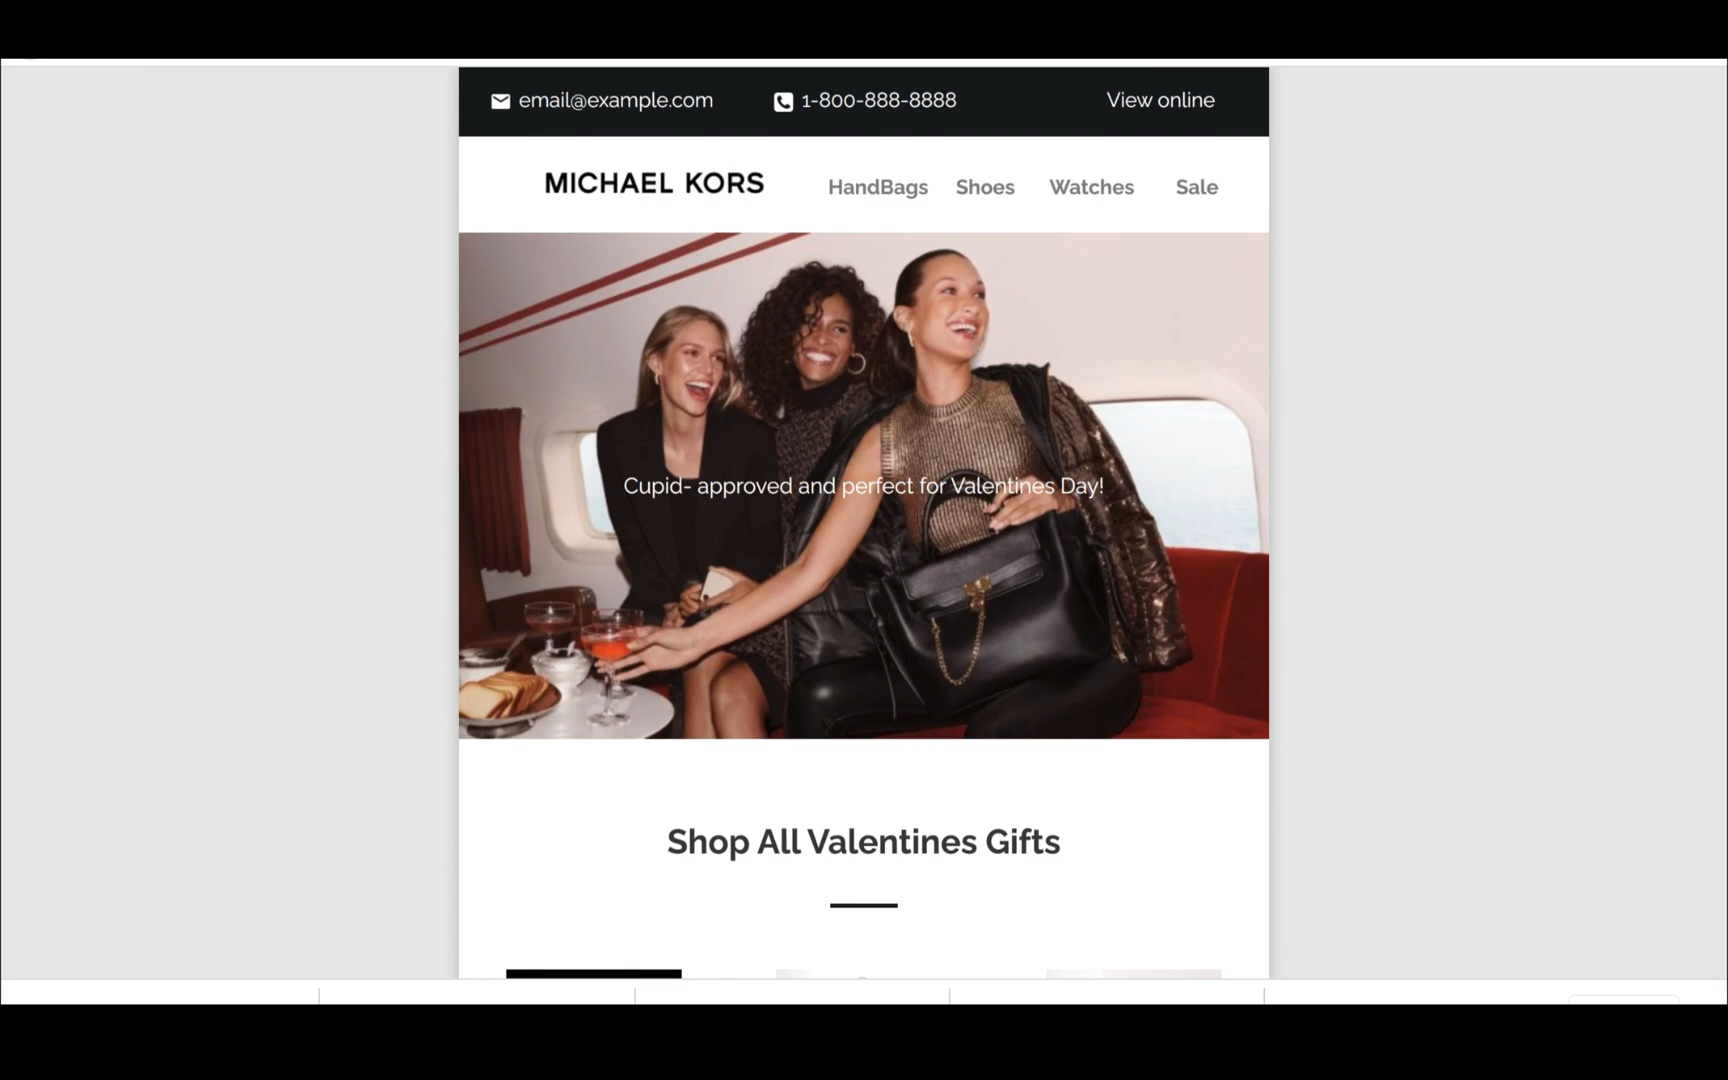 email@example.com 1-800-888-8888 View online
MICHAEL KORS HandBags Shoes Watches Sale
Cupid- approved and perfect for Valentines Day!
Shop All Valentines Gifts